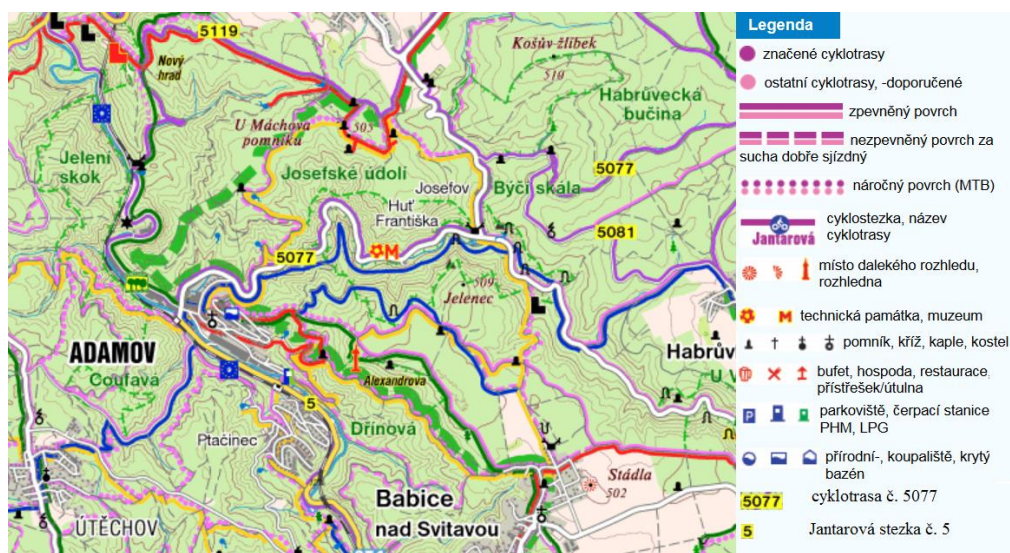 5119
Nový
hrad
Košův žlíbek
510
Habrůvecká
bučina
U Máchova
pomníku
505
Jelení
skok
Josefské údolí
5077
Josefov
Býčí skála
Huť
Františka
5081
5077
M
509
Jelenec
ADAMOV
Habrův
U V
Coufavá
Alexandrova
5
Dřínová
Ptačinec
Stádla
502
Babice
nad Svitavou
ÚTĚCHOV
Legenda
značené cyklotrasy
ostatní cyklotrasy, -doporučené
zpevněný povrch
nezpevněný povrch za
sucha dobře sjízdný
náročný povrch (MTB)
cyklostezka, název
cyklotrasy
Jantarová
místo dalekého rozhledu,
rozhledna
M technická památka, muzeum
pomník, kříž, kaple, kostel
bufet, hospoda, restaurace,
přístřešek/útulna
P parkoviště, čerpací stanice
PHM, LPG
přírodní-, koupaliště, krytý
bazén
5077 cyklotrasa č. 5077
5 Jantarová stezka č. 5